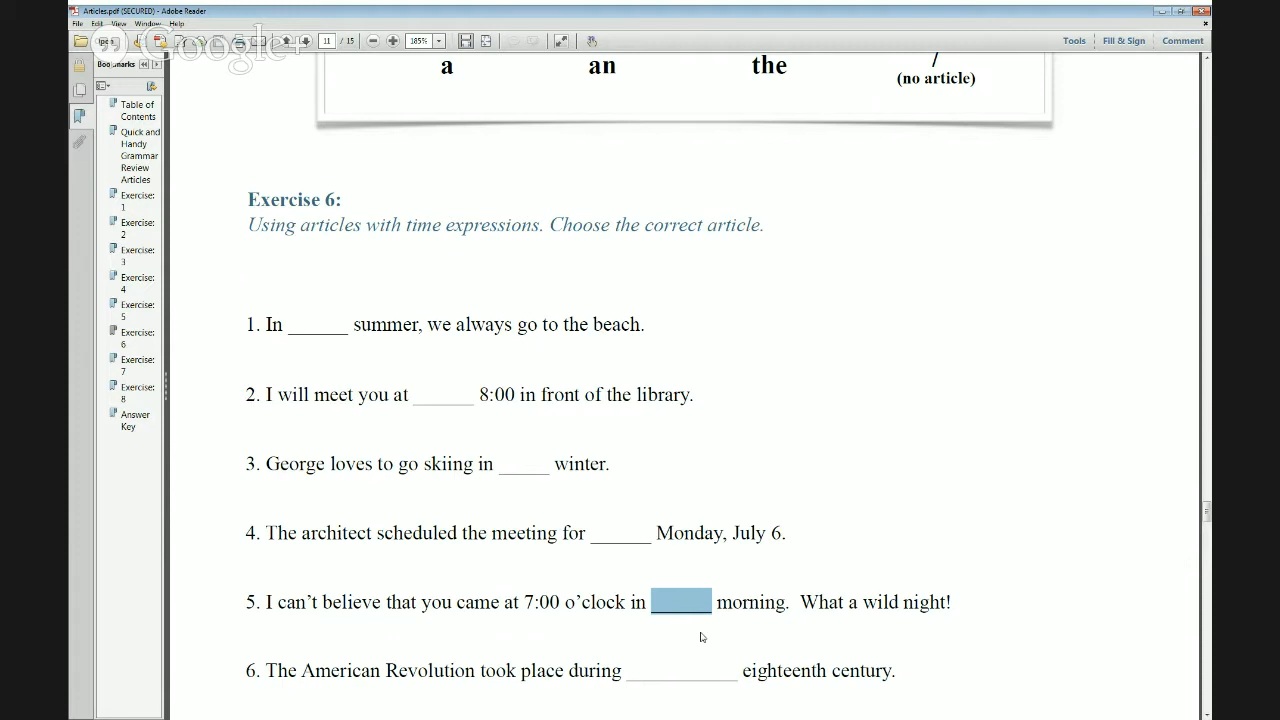 Articles.pdf (SECURED) - Adobe Reader
File Edit View Window Help
Open
11 / 15
185%
Tools Fill & Sign Comment
Google+
Bookmarks
Table of
Contents
Quick and
Handy
Grammar
Review
Articles
Exercise:
1
Exercise:
2
Exercise:
3
Exercise:
4
Exercise:
5
Exercise:
6
Exercise:
7
Exercise:
8
Answer
Key
a an the /
(no article)
Exercise 6:
Using articles with time expressions. Choose the correct article.
1. In ______ summer, we always go to the beach.
2. I will meet you at ______ 8:00 in front of the library.
3. George loves to go skiing in _____ winter.
4. The architect scheduled the meeting for ______ Monday, July 6.
5. I can’t believe that you came at 7:00 o’clock in ______ morning. What a wild night!
6. The American Revolution took place during ___________ eighteenth century.